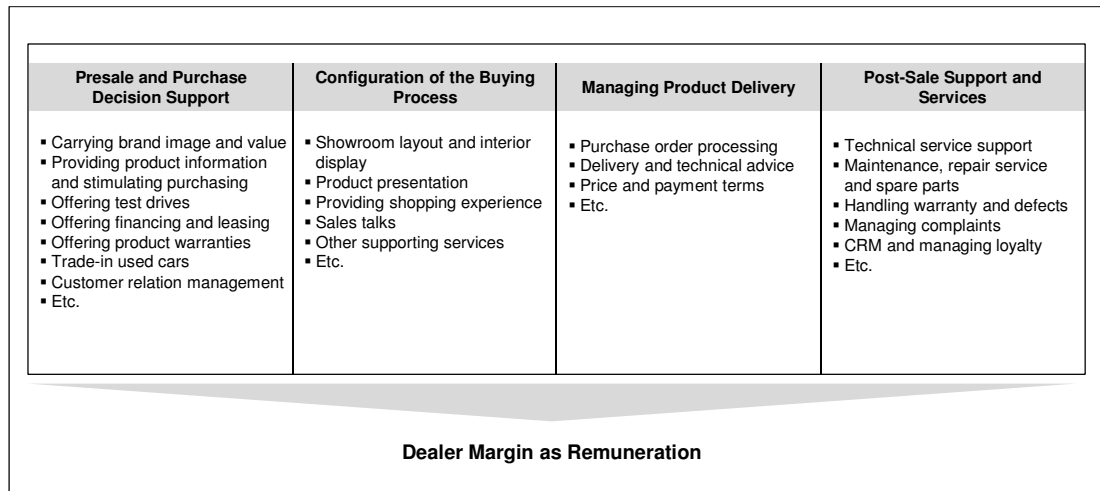 Presale and Purchase
Decision Support
▪ Carrying brand image and value
▪ Providing product information
and stimulating purchasing
▪ Offering test drives
▪ Offering financing and leasing
▪ Offering product warranties
▪ Trade-in used cars
▪ Customer relation management
▪ Etc.
Configuration of the Buying
Process
▪ Showroom layout and interior
display
▪ Product presentation
▪ Providing shopping experience
▪ Sales talks
▪ Other supporting services
▪ Etc.
Managing Product Delivery
▪ Purchase order processing
▪ Delivery and technical advice
▪ Price and payment terms
▪ Etc.
Post-Sale Support and
Services
▪ Technical service support
▪ Maintenance, repair service
and spare parts
▪ Handling warranty and defects
▪ Managing complaints
▪ CRM and managing loyalty
▪ Etc.
Dealer Margin as Remuneration